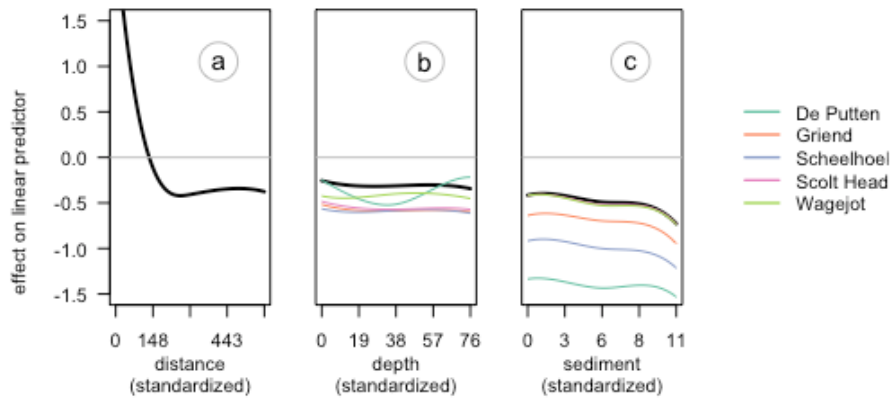 effect on linear predictor
1.5
1.0
0.5
0.0
-0.5
-1.0
-1.5
a
0 148 443
distance
(standardized)
b
0 19 38 57 76
depth
(standardized)
c
0 3 6 8 11
sediment
(standardized)
De Putten
Griend
Scheelhoel
Scolt Head
Wagejot